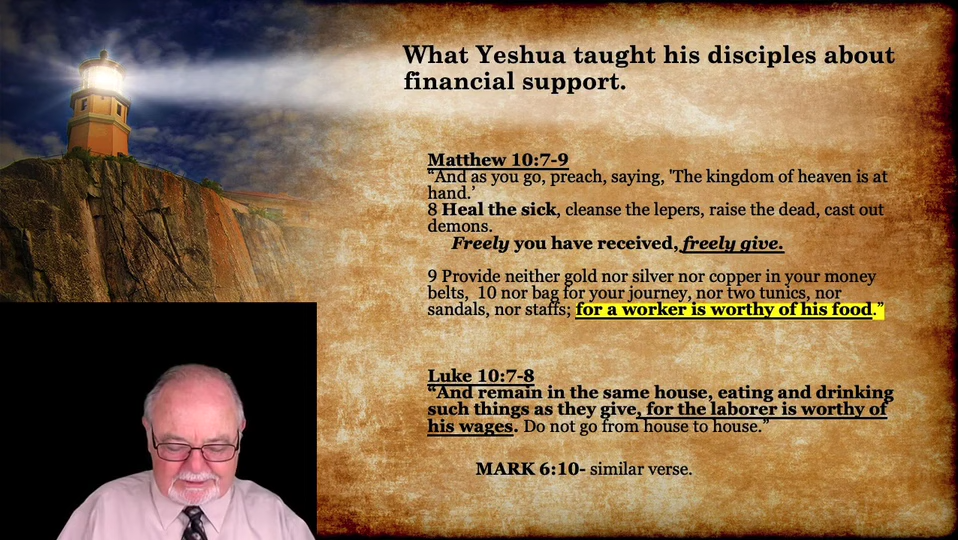 What Yeshua taught his disciples about
financial support.
Matthew 10:7-9
“And as you go, preach, saying, 'The kingdom of heaven is at
hand.’
8 Heal the sick, cleanse the lepers, raise the dead, cast out
demons.
Freely you have received, freely give.
9 Provide neither gold nor silver nor copper in your money
belts,  10 nor bag for your journey, nor two tunics, nor
sandals, nor staffs; for a worker is worthy of his food.”
Luke 10:7-8
“And remain in the same house, eating and drinking
such things as they give, for the laborer is worthy of
his wages. Do not go from house to house.”
MARK 6:10- similar verse.